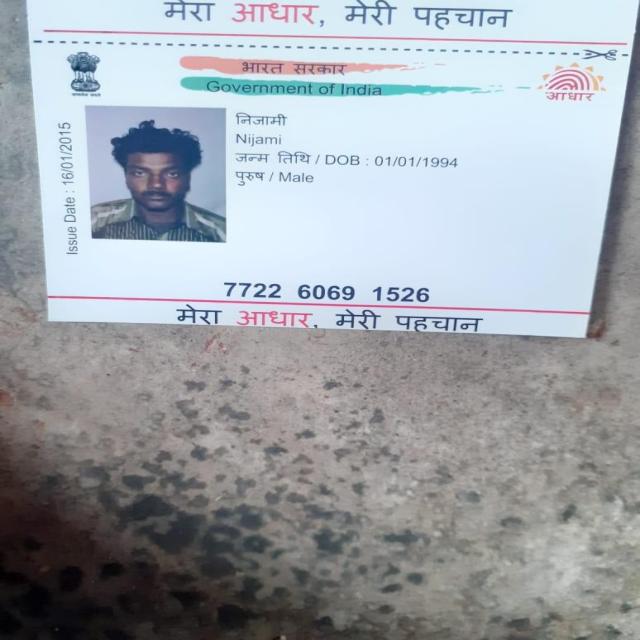 मेरा आधार, मेरी पहचान
भारत सरकार
Government of India
आधार
Issue Date : 16/01/2015
निजामी
Nijami
जन्म तिथि / DOB : 01/01/1994
पुरुष / Male
7722 6069 1526
मेरा आधार, मेरी पहचान